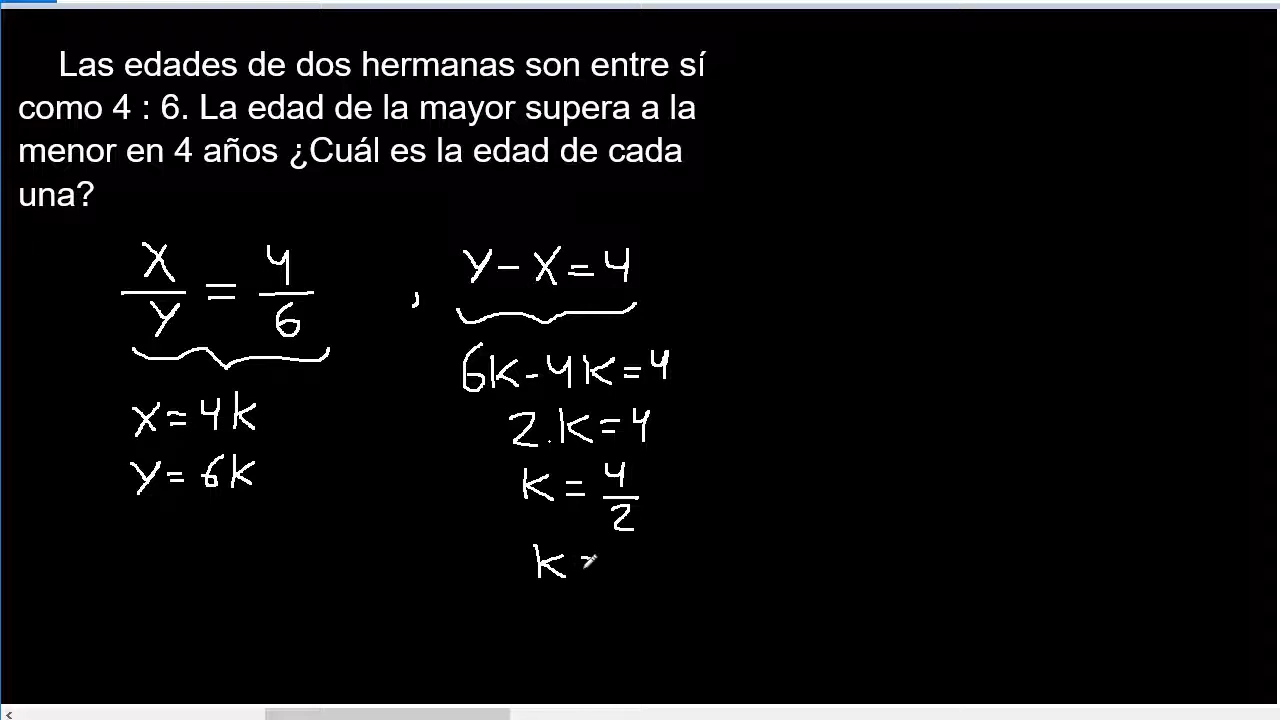 Las edades de dos hermanas son entre sí
como 4 : 6. La edad de la mayor supera a la
menor en 4 años ¿Cuál es la edad de cada
una?
X/Y = 4/6 , Y - X = 4
X = 4K
Y = 6K
6K - 4K = 4
2.K = 4
K = 4/2
K =